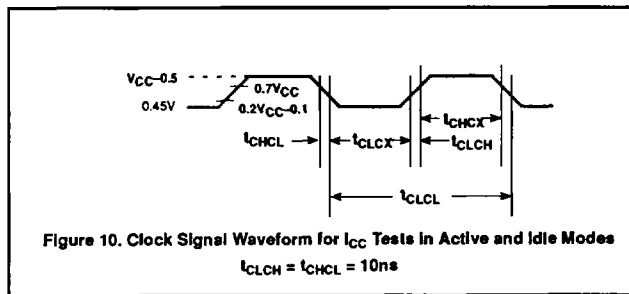 VCC–0.5
0.7VCC
0.45V
0.2VCC–0.1
tCHCX
tCHCL
tCLCX
tCLCH
tCLCL
Figure 10. Clock Signal Waveform for ICC Tests in Active and Idle Modes
tCLCH = tCHCL = 10ns